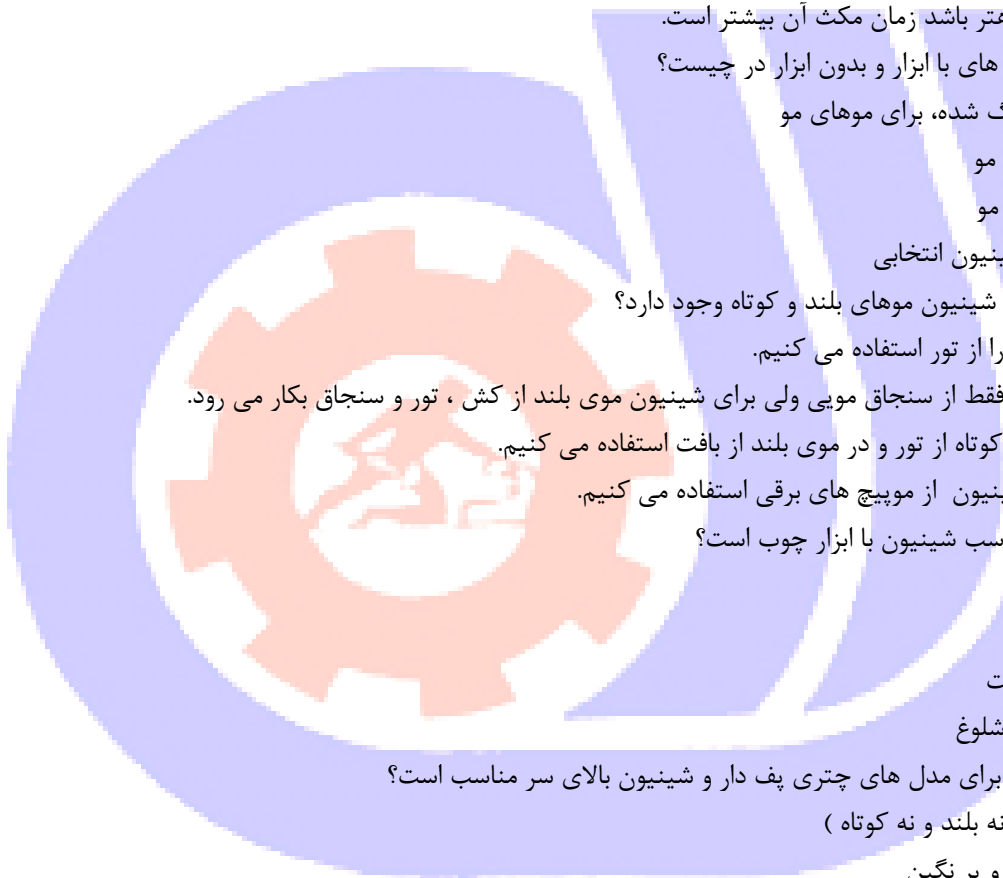 باشد زمان مکث آن بیشتر است.
های با ابزار و بدون ابزار در چیست؟
شده، برای موهای مو
مو
مو
انتخابی
شینیون موهای بلند و کوتاه وجود دارد؟
را از تور استفاده می کنیم.
فقط از سنجاق مویی ولی برای شینیون موی بلند از کش ، تور و سنجاق بکار می رود.
کوتاه از تور و در موی بلند از بافت استفاده می کنیم.
از موپیچ های برقی استفاده می کنیم.
شینیون با ابزار چوب است؟
شلوغ
برای مدل های چتری پف دار و شینیون بالای سر مناسب است؟
نه بلند و نه کوتاه )
و پر نگین